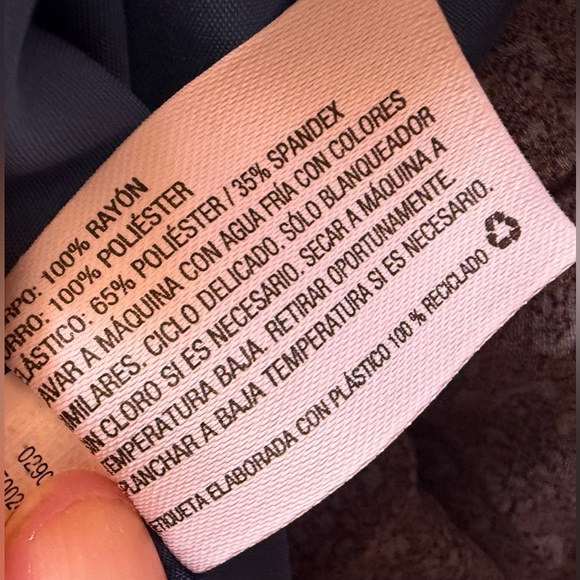 RPO: 100% RAYÓN
ORRO: 100% POLIÉSTER
LÁSTICO: 65% POLIÉSTER / 35% SPANDEX
AVAR A MÁQUINA CON AGUA FRÍA CON COLORES
IMILARES. CICLO DELICADO. SÓLO BLANQUEADOR
IN CLORO SI ES NECESARIO. SECAR A MÁQUINA A
TEMPERATURA BAJA. RETIRAR OPORTUNAMENTE.
PLANCHAR A BAJA TEMPERATURA SI ES NECESARIO.
ETIQUETA ELABORADA CON PLÁSTICO 100 % RECICLADO
0290